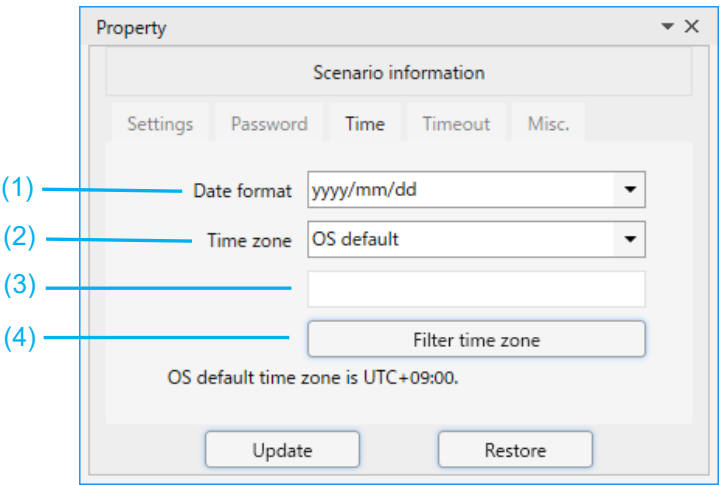 Property
Scenario information
Settings Password Time Timeout Misc.
(1) Date format yyyy/mm/dd
(2) Time zone OS default
(3)
(4) Filter time zone
OS default time zone is UTC+09:00.
Update Restore